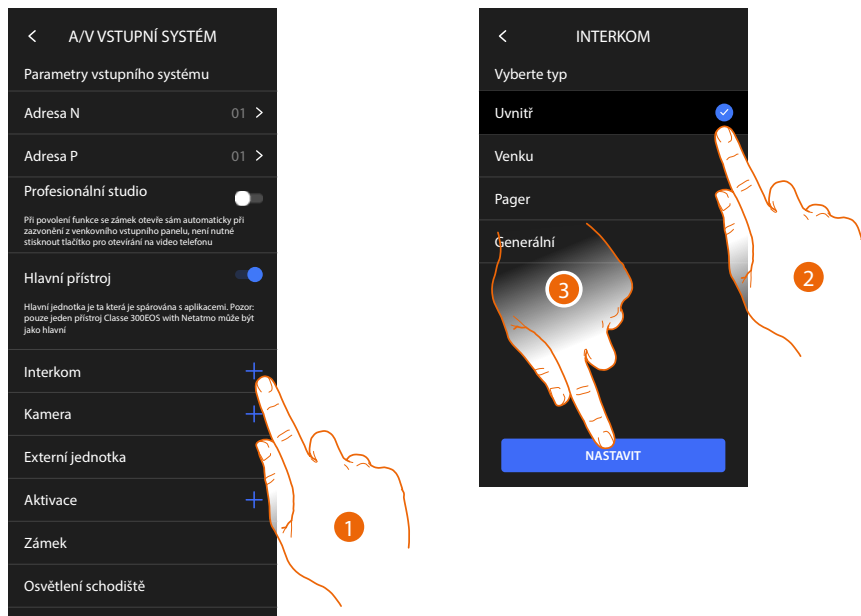 A/V VSTUPNÍ SYSTÉM
Parametry vstupního systému
Adresa N 01
Adresa P 01
Profesionální studio
Při povolení funkce se zámek otevře sám automaticky při
zazvonění z venkovního vstupního panelu, není nutné
stisknout tlačítko pro otevírání na video telefonu
Hlavní přístroj
Hlavní jednotka je ta která je spárována s aplikacemi. Pozor:
pouze jeden přístroj Classe 300EOS with Netatmo může být
jako hlavní
Interkom
Kamera
Externí jednotka
Aktivace
Zámek
Osvětlení schodiště
1
INTERKOM
Vyberte typ
Uvnitř
Venku
Pager
Generální
2
3
NASTAVIT